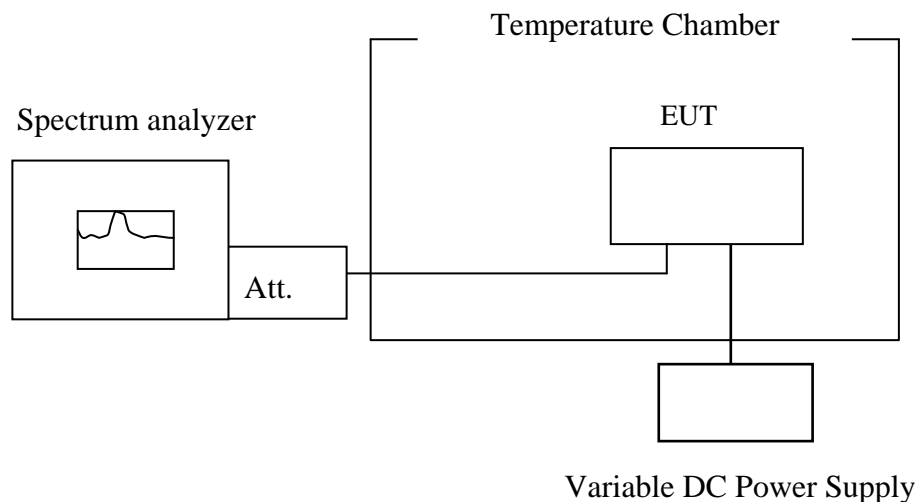 Temperature Chamber
Spectrum analyzer
EUT
Att.
Variable DC Power Supply